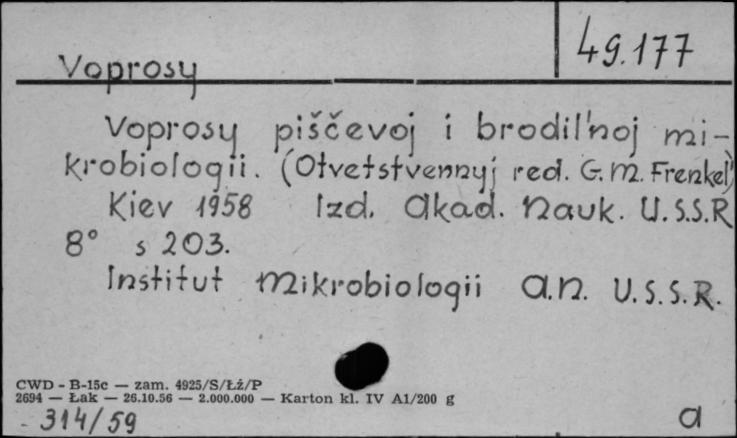 49.177
Voprosy
Voprosy piščevoj i brodil'noj mi-
krobiologii. (Otvetstvennyj red. G.M. Frenkel')
Kiev 1958 Izd. Akad. Nauk. U.S.S.R
8° s 203.
Institut Mikrobiologii A.N. U.S.S.R.
CWD - B-15c — zam. 4925/S/Łź/P
2694 — Łak — 26.10.56 — 2.000.000 — Karton kl. IV A1/200 g
314/59 a